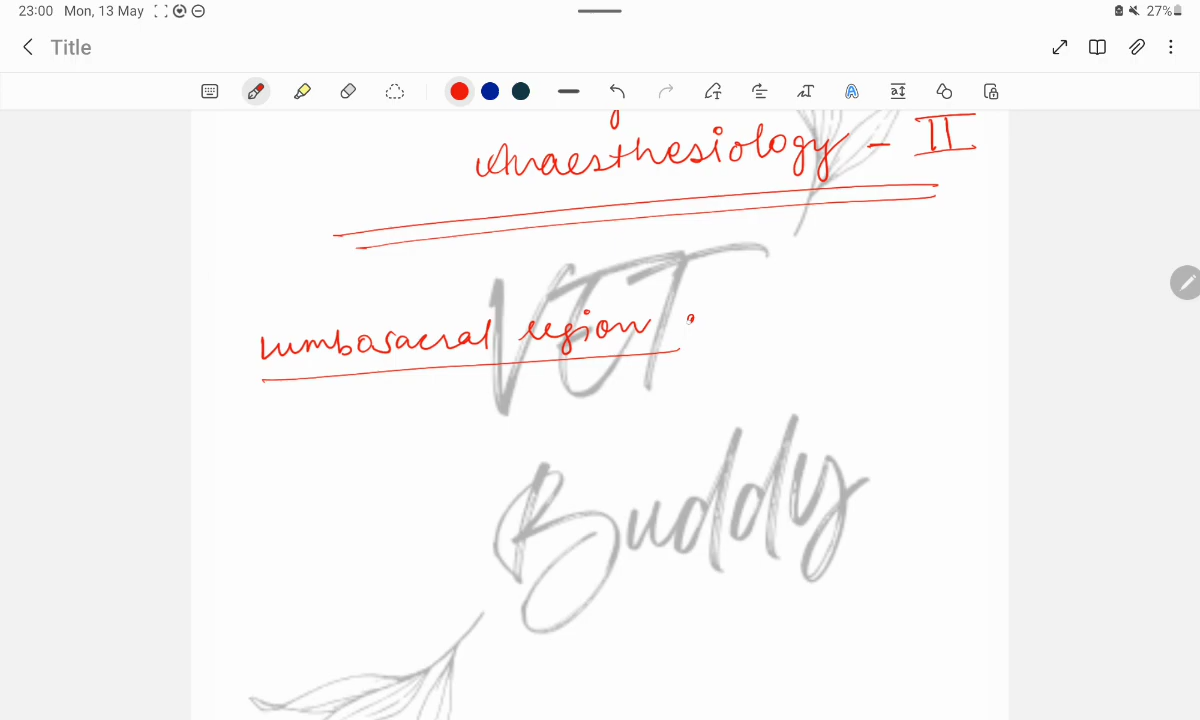 23:00 Mon, 13 May 27%
Title
Anaesthesiology - II
VET
Lumbosacral region :
Buddy